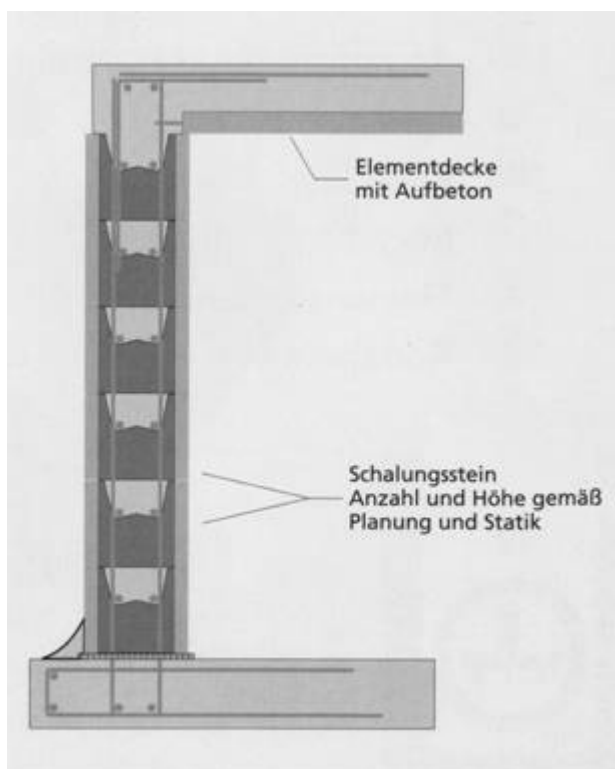 Elementdecke
mit Aufbeton
Schalungsstein
Anzahl und Höhe gemäß
Planung und Statik